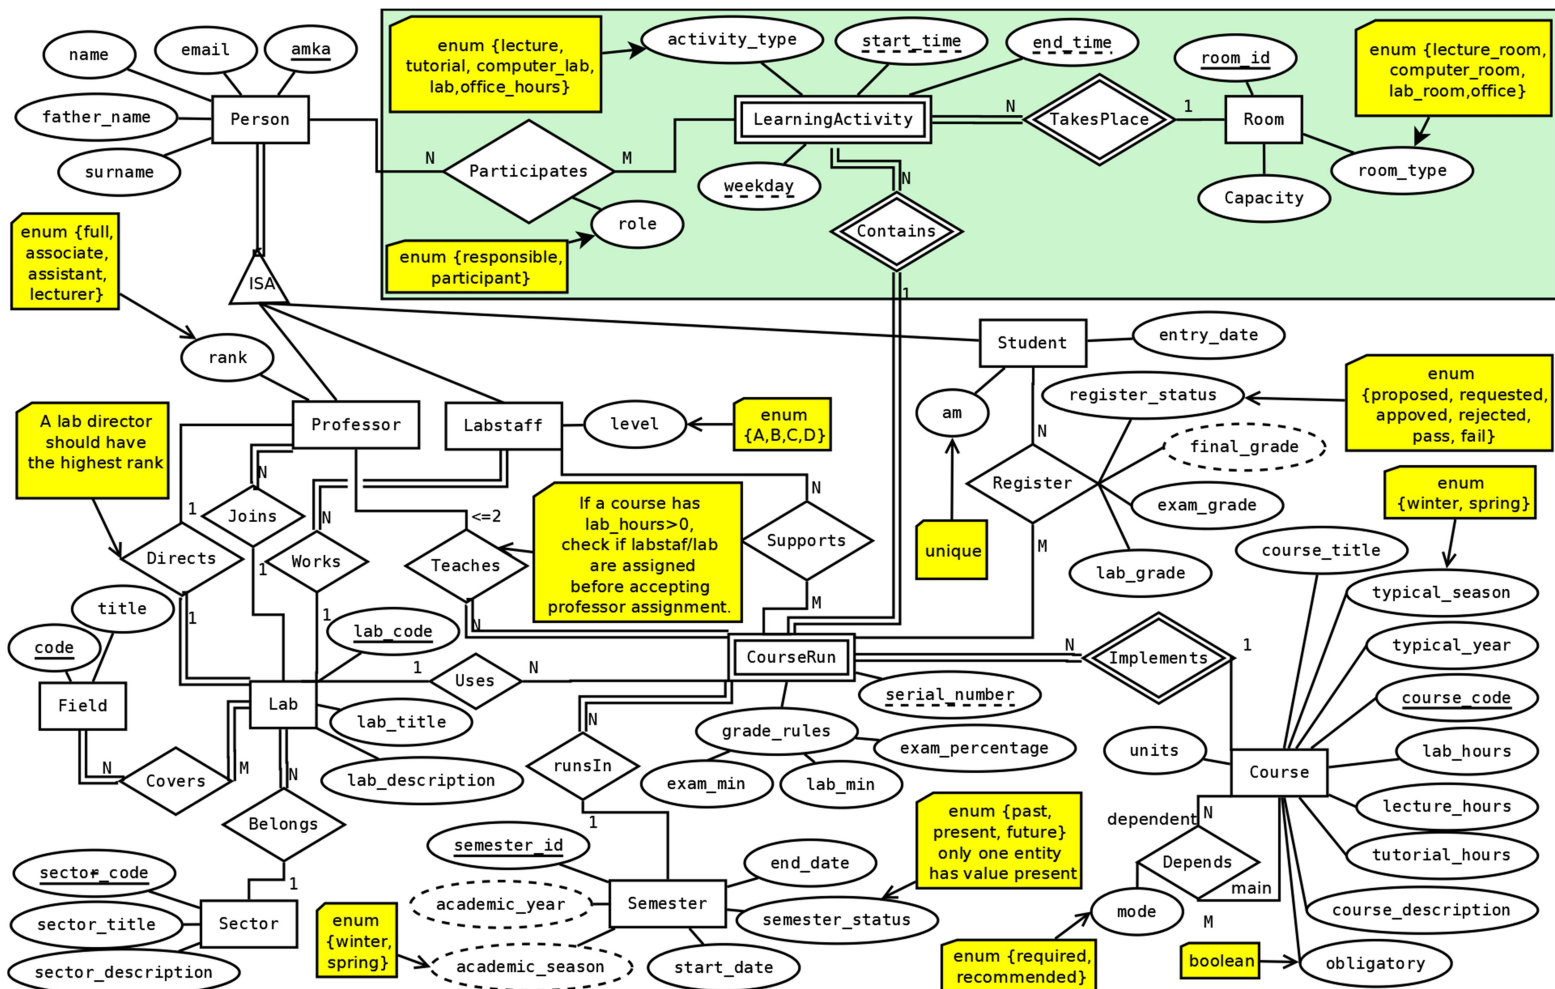 name
email
amka
father_name
Person
surname
enum {lecture,
tutorial, computer_lab,
lab,office_hours}
activity_type
start_time
end_time
LearningActivity
weekday
N
TakesPlace
1
room_id
Room
Capacity
room_type
enum {lecture_room,
computer_room,
lab_room,office}
N
Participates
M
role
enum {responsible,
participant}
N
Contains
1
enum {full,
associate,
assistant,
lecturer}
ISA
rank
Student
entry_date
am
unique
register_status
enum
{proposed, requested,
appoved, rejected,
pass, fail}
final_grade
exam_grade
lab_grade
N
Register
M
A lab director
should have
the highest rank
Professor
Labstaff
level
enum
{A,B,C,D}
1
Directs
1
N
Joins
1
N
Works
1
<=2
Teaches
N
If a course has
lab_hours>0,
check if labstaf/lab
are assigned
before accepting
professor assignment.
N
Supports
M
enum
{winter, spring}
course_title
typical_season
typical_year
course_code
lab_hours
lecture_hours
tutorial_hours
course_description
obligatory
units
Course
title
code
Field
lab_code
1
Uses
N
CourseRun
N
Implements
1
serial_number
Lab
lab_title
lab_description
N
Covers
M
N
Belongs
1
N
runsIn
1
grade_rules
exam_percentage
exam_min
lab_min
dependent
N
Depends
main
M
mode
enum {required,
recommended}
boolean
sector_code
sector_title
sector_description
Sector
semester_id
academic_year
academic_season
Semester
end_date
semester_status
start_date
enum
{winter,
spring}
enum {past,
present, future}
only one entity
has value present